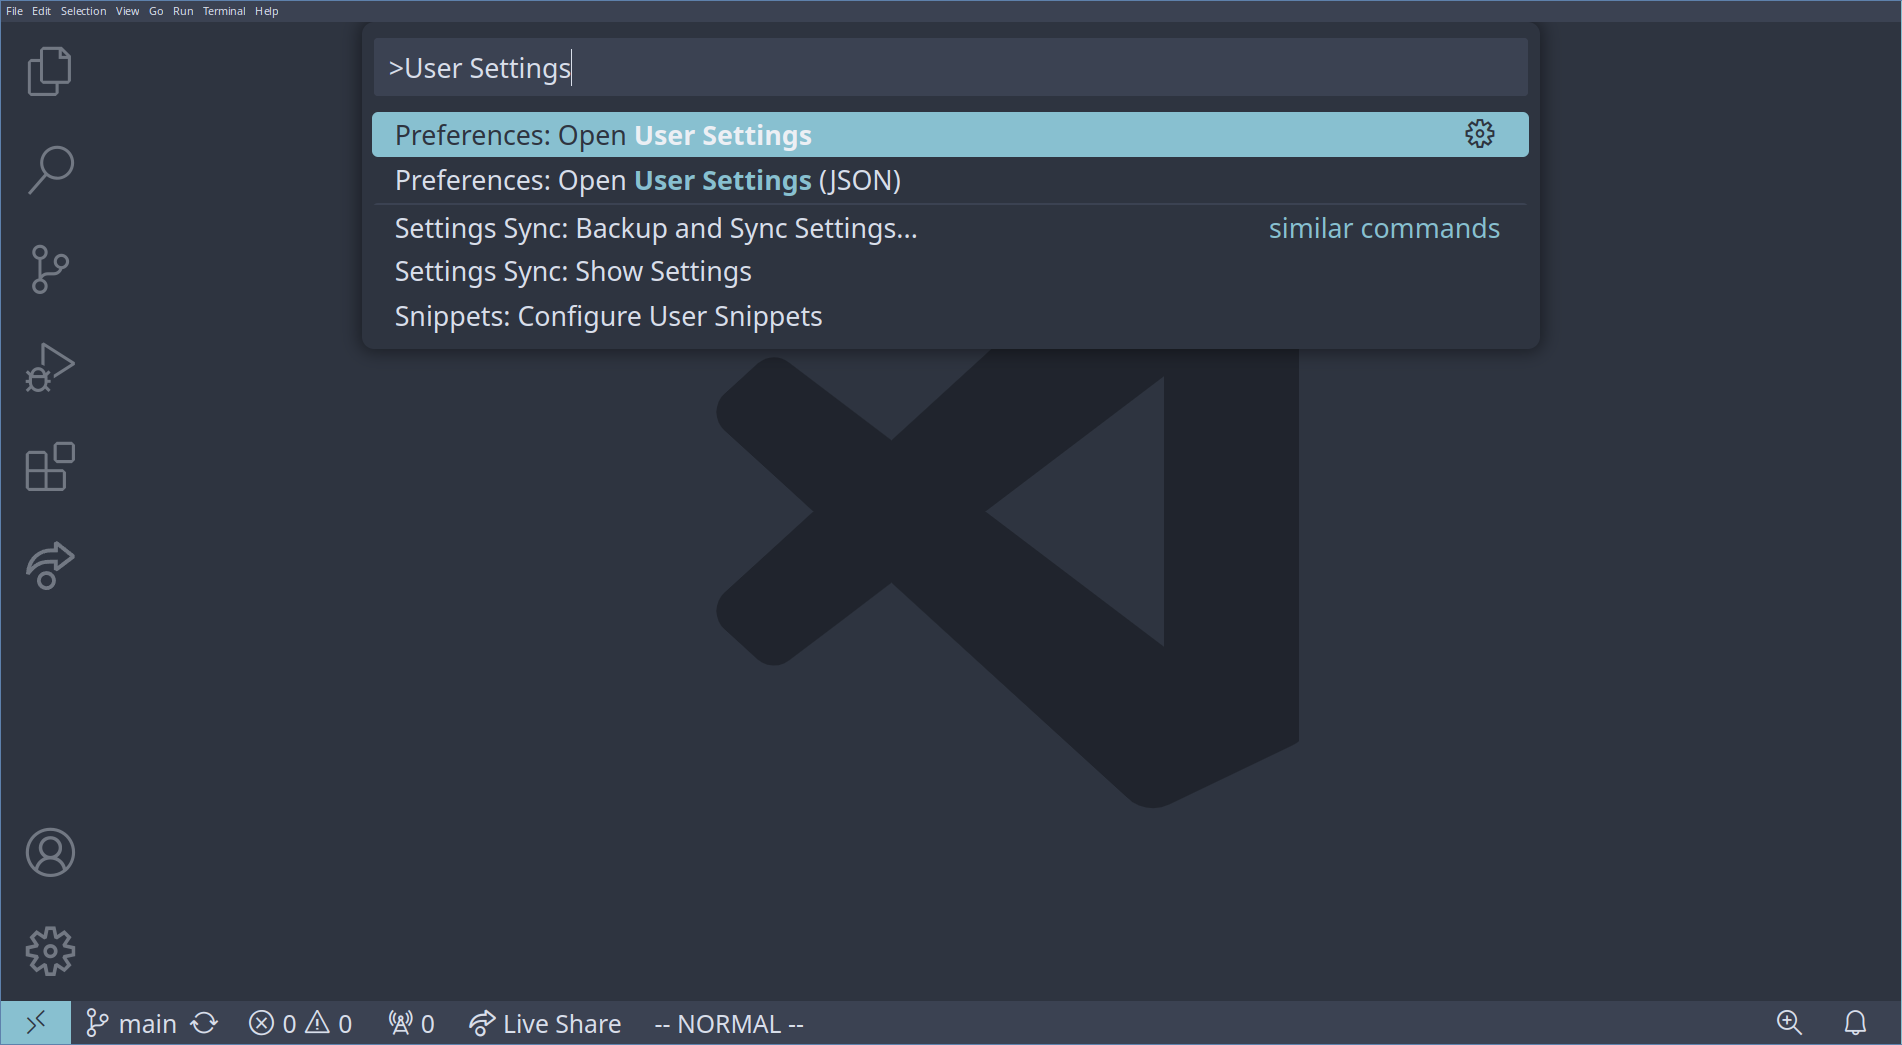 File Edit Selection View Go Run Terminal Help
>User Settings
Preferences: Open User Settings
Preferences: Open User Settings (JSON)
Settings Sync: Backup and Sync Settings... similar commands
Settings Sync: Show Settings
Snippets: Configure User Snippets
main 0 0 0 Live Share -- NORMAL --